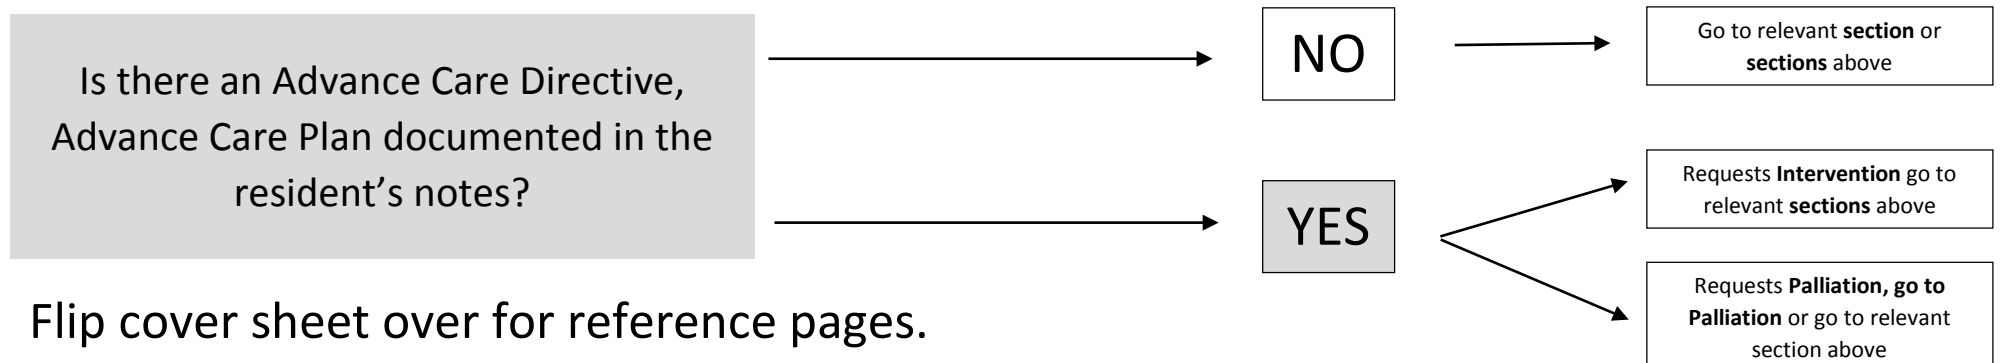 Is there an Advance Care Directive,
Advance Care Plan documented in the
resident’s notes?
NO
Go to relevant section or
sections above
YES
Requests Intervention go to
relevant sections above
Requests Palliation, go to
Palliation or go to relevant
section above
Flip cover sheet over for reference pages.